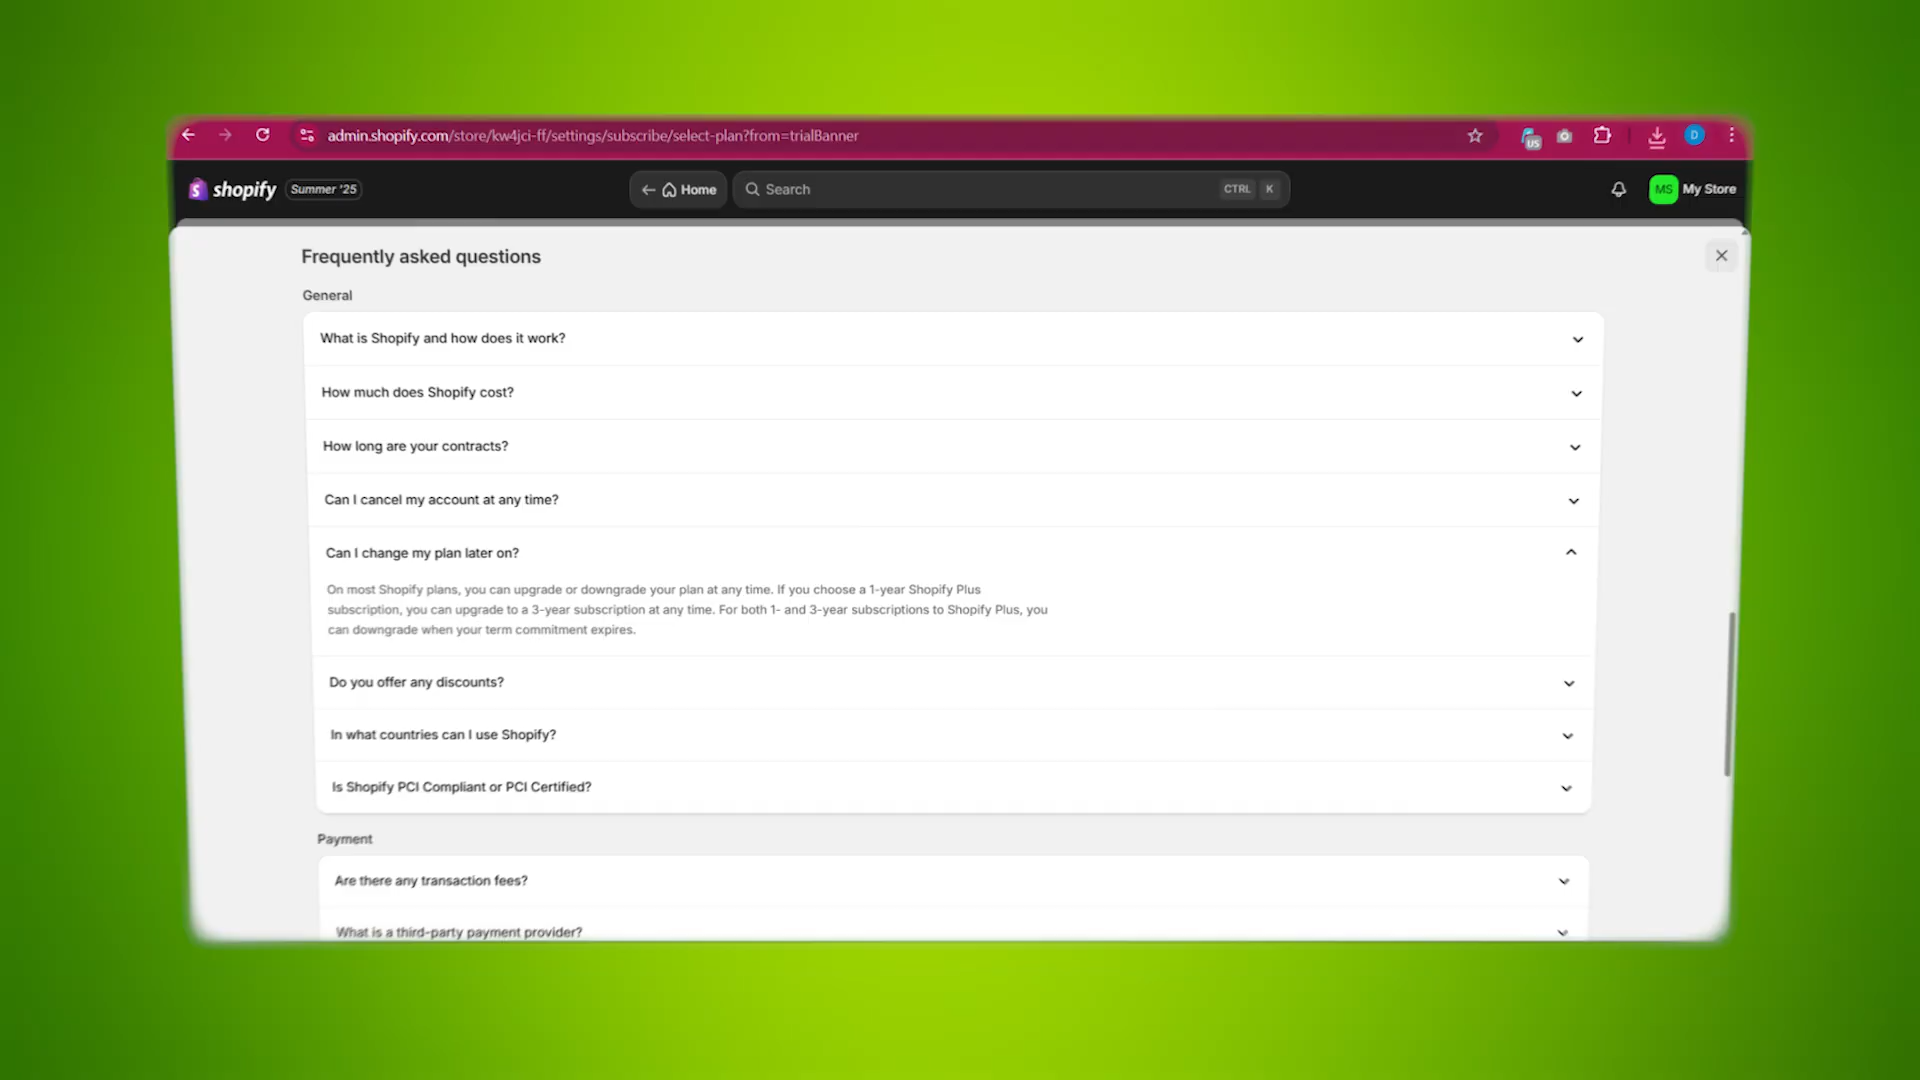 admin.shopify.com/store/kw4jci-ff/settings/subscribe/select-plan?from=trialBanner
US
D
shopify Summer '25
Home
Search
CTRL K
MS My Store
Frequently asked questions
General
What is Shopify and how does it work?
How much does Shopify cost?
How long are your contracts?
Can I cancel my account at any time?
Can I change my plan later on?
On most Shopify plans, you can upgrade or downgrade your plan at any time. If you choose a 1-year Shopify Plus
subscription, you can upgrade to a 3-year subscription at any time. For both 1- and 3-year subscriptions to Shopify Plus, you
can downgrade when your term commitment expires.
Do you offer any discounts?
In what countries can I use Shopify?
Is Shopify PCI Compliant or PCI Certified?
Payment
Are there any transaction fees?
What is a third-party payment provider?